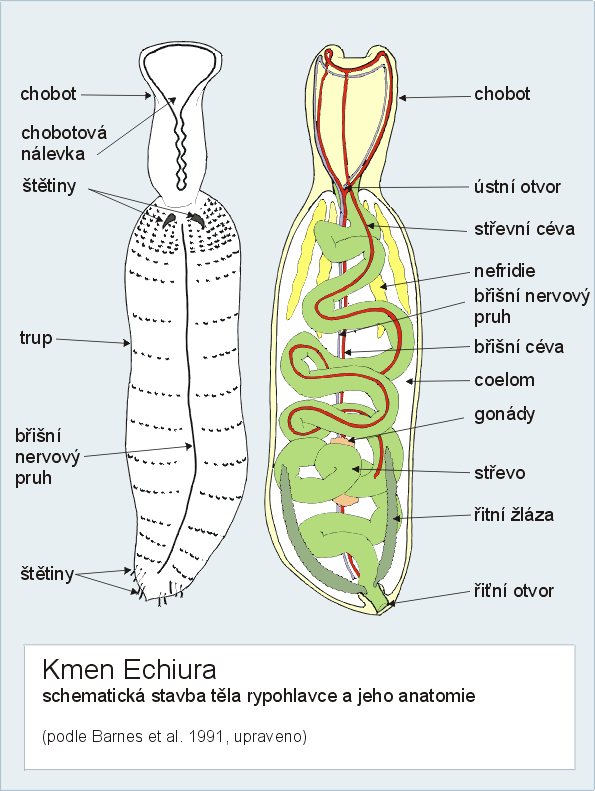 chobot
chobotová
nálevka
štětiny
trup
břišní
nervový
pruh
štětiny
chobot
ústní otvor
střevní céva
nefridie
břišní nervový
pruh
břišní céva
coelom
gonády
střevo
řitní žláza
řiťní otvor
Kmen Echiura
schematická stavba těla rypohlavce a jeho anatomie
(podle Barnes et al. 1991, upraveno)